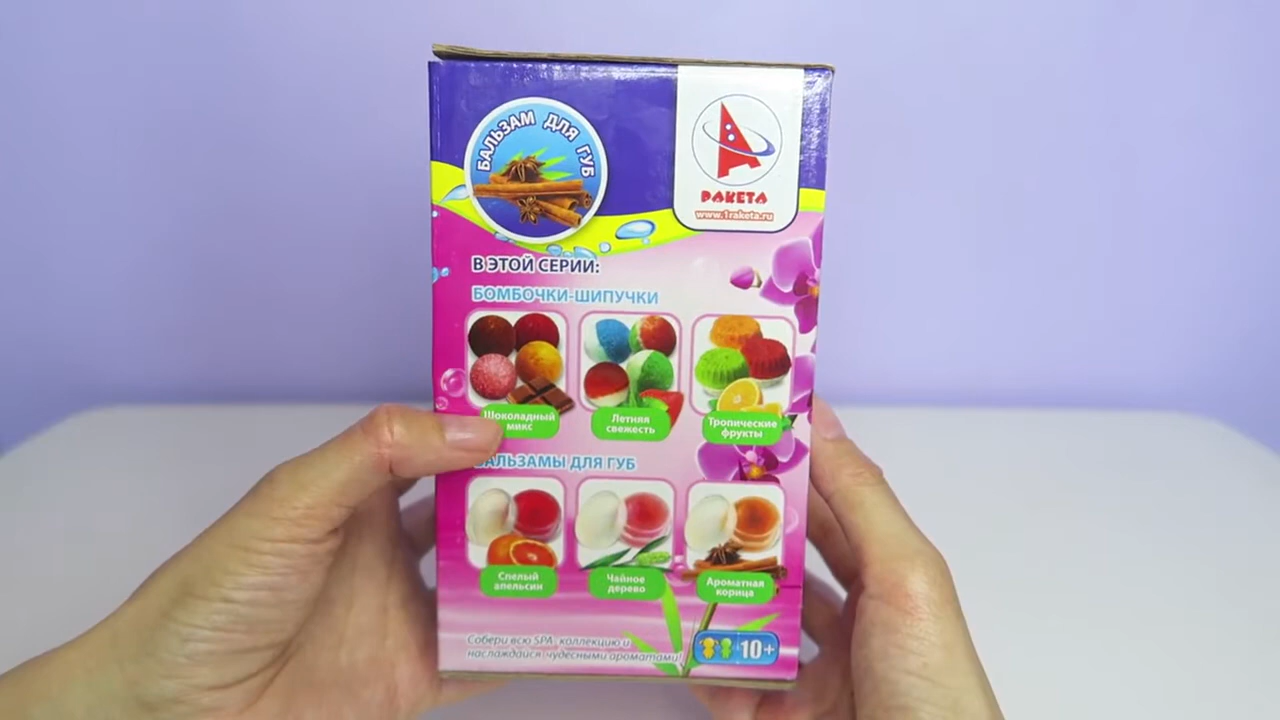 БАЛЬЗАМ ДЛЯ ГУБ
РАКЕТА
www.1raketa.ru
В ЭТОЙ СЕРИИ:
БОМБОЧКИ-ШИПУЧКИ
Шоколадный
микс
Летняя
свежесть
Тропические
фрукты
БАЛЬЗАМЫ ДЛЯ ГУБ
Спелый
апельсин
Чайное
дерево
Ароматная
корица
Собери всю SPA-коллекцию и
наслаждайся чудесными ароматами!
10+